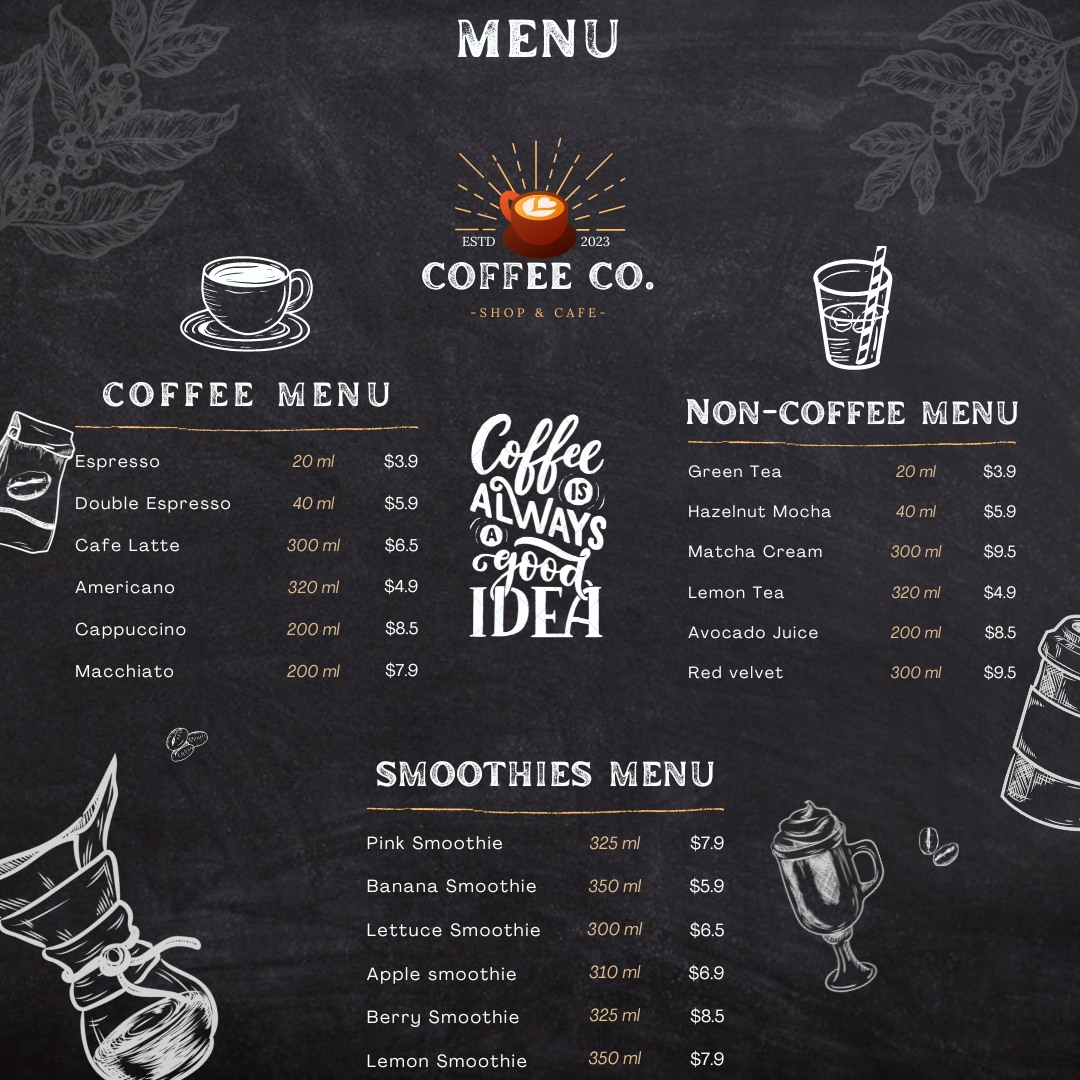 MENU
ESTD 2023
COFFEE CO.
-SHOP & CAFE-
COFFEE MENU
Espresso 20 ml $3.9
Double Espresso 40 ml $5.9
Cafe Latte 300 ml $6.5
Americano 320 ml $4.9
Cappuccino 200 ml $8.5
Macchiato 200 ml $7.9
Coffee
IS
ALWAYS
A
good
IDEA
NON-COFFEE MENU
Green Tea 20 ml $3.9
Hazelnut Mocha 40 ml $5.9
Matcha Cream 300 ml $9.5
Lemon Tea 320 ml $4.9
Avocado Juice 200 ml $8.5
Red velvet 300 ml $9.5
SMOOTHIES MENU
Pink Smoothie 325 ml $7.9
Banana Smoothie 350 ml $5.9
Lettuce Smoothie 300 ml $6.5
Apple smoothie 310 ml $6.9
Berry Smoothie 325 ml $8.5
Lemon Smoothie 350 ml $7.9